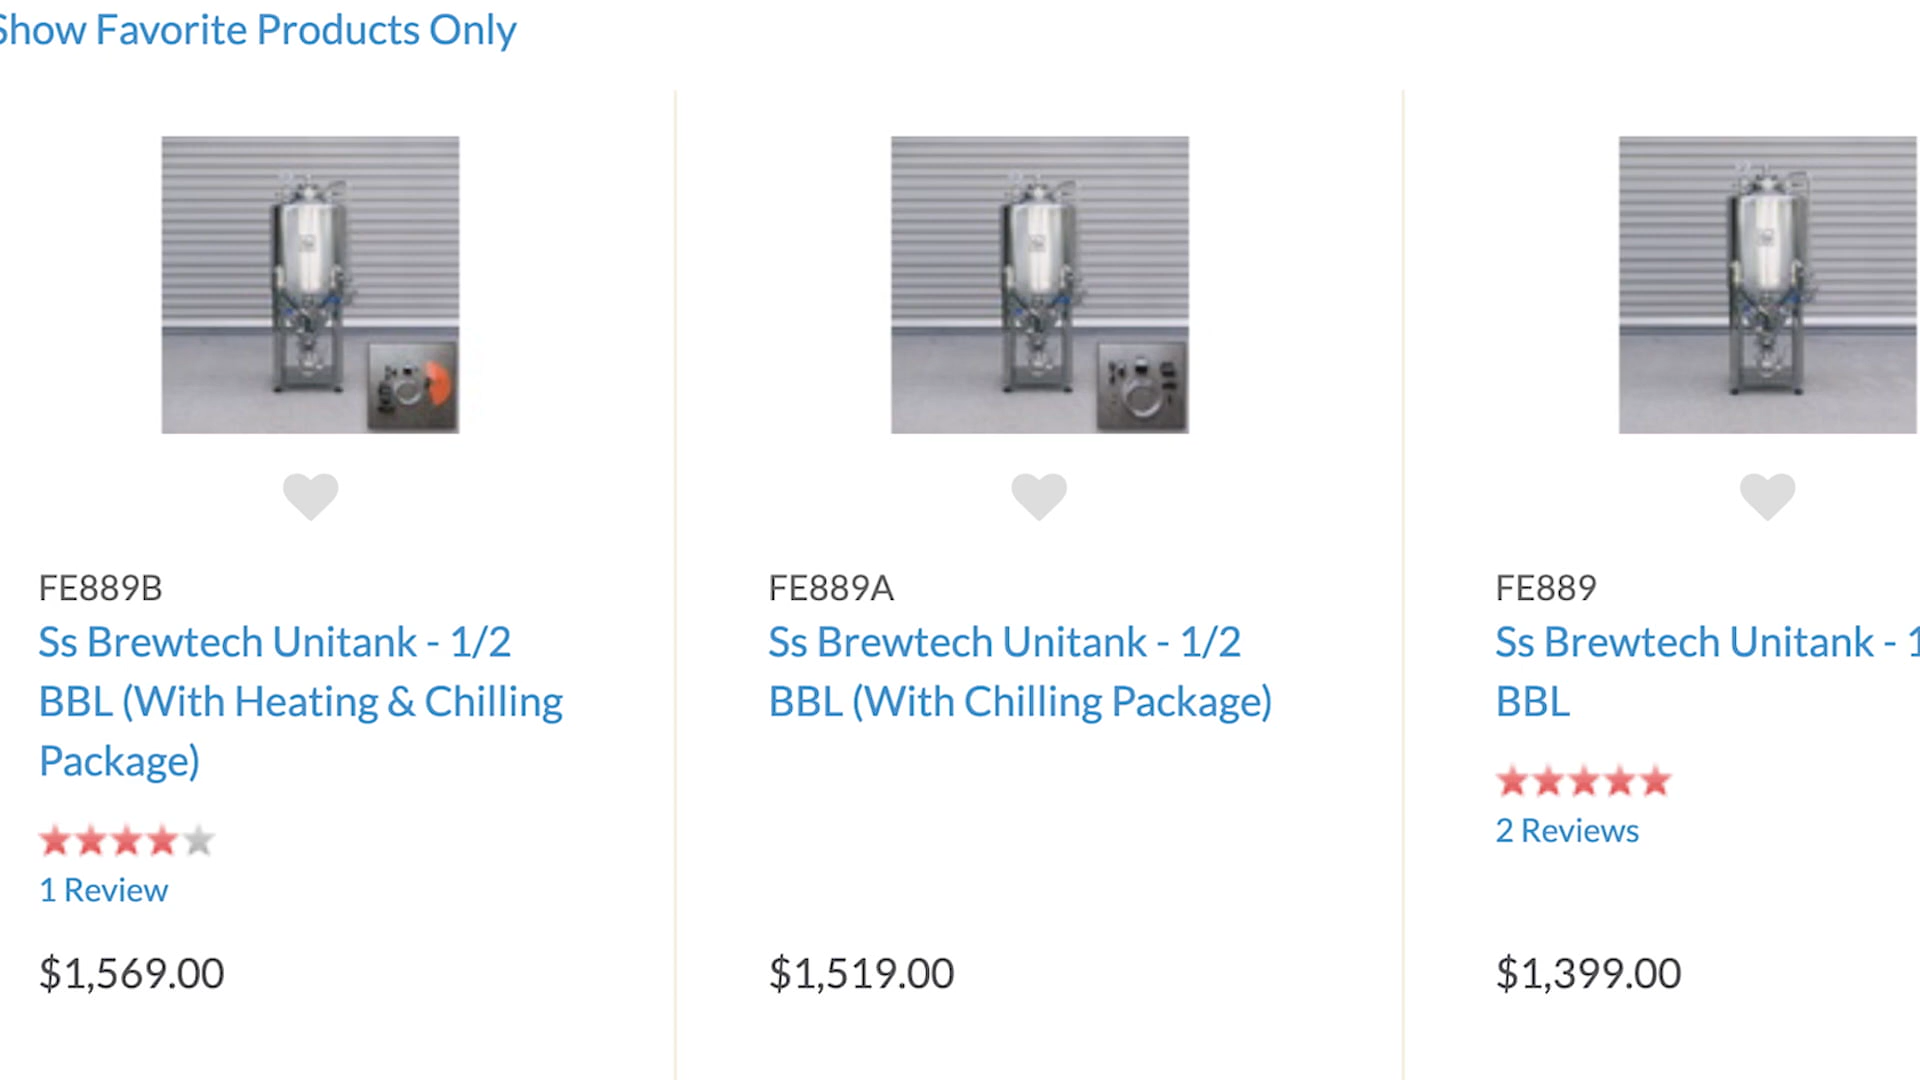 Show Favorite Products Only
FE889B
Ss Brewtech Unitank - 1/2
BBL (With Heating & Chilling
Package)
1 Review
$1,569.00
FE889A
Ss Brewtech Unitank - 1/2
BBL (With Chilling Package)
$1,519.00
FE889
Ss Brewtech Unitank - 1
BBL
2 Reviews
$1,399.00